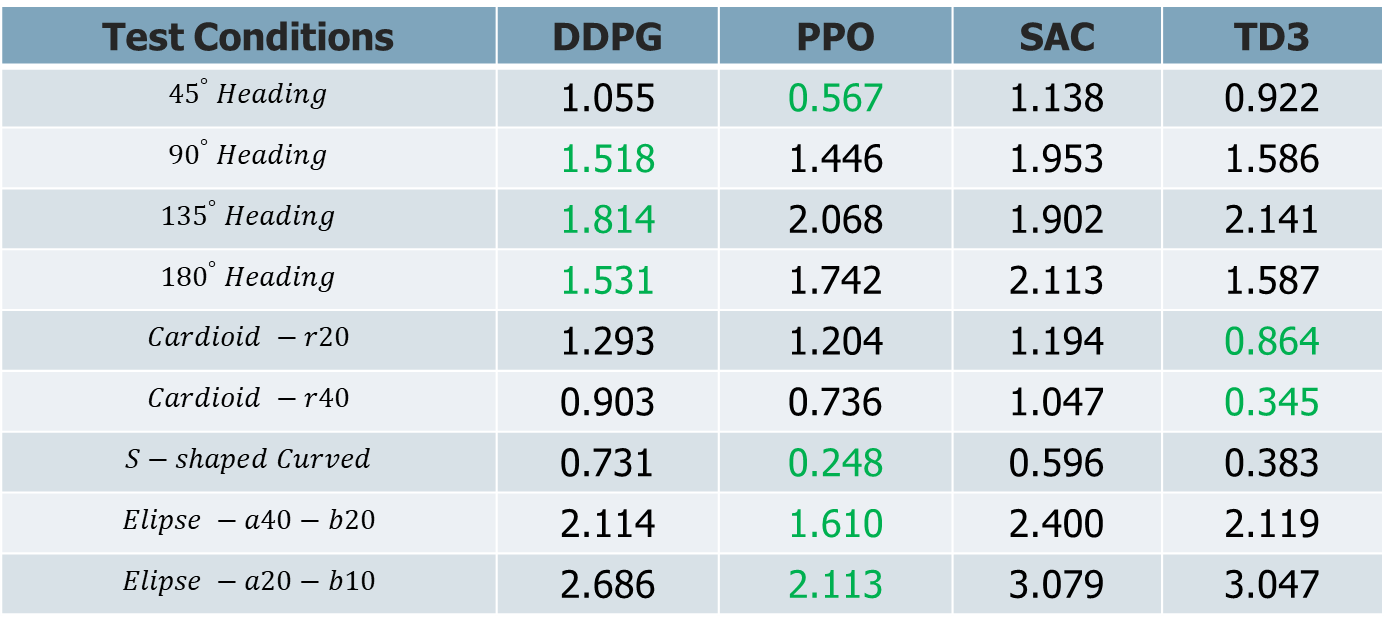 Test Conditions DDPG PPO SAC TD3
45° Heading 1.055 0.567 1.138 0.922
90° Heading 1.518 1.446 1.953 1.586
135° Heading 1.814 2.068 1.902 2.141
180° Heading 1.531 1.742 2.113 1.587
Cardioid − r20 1.293 1.204 1.194 0.864
Cardioid − r40 0.903 0.736 1.047 0.345
S − shaped Curved 0.731 0.248 0.596 0.383
Elipse − a40 − b20 2.114 1.610 2.400 2.119
Elipse − a20 − b10 2.686 2.113 3.079 3.047